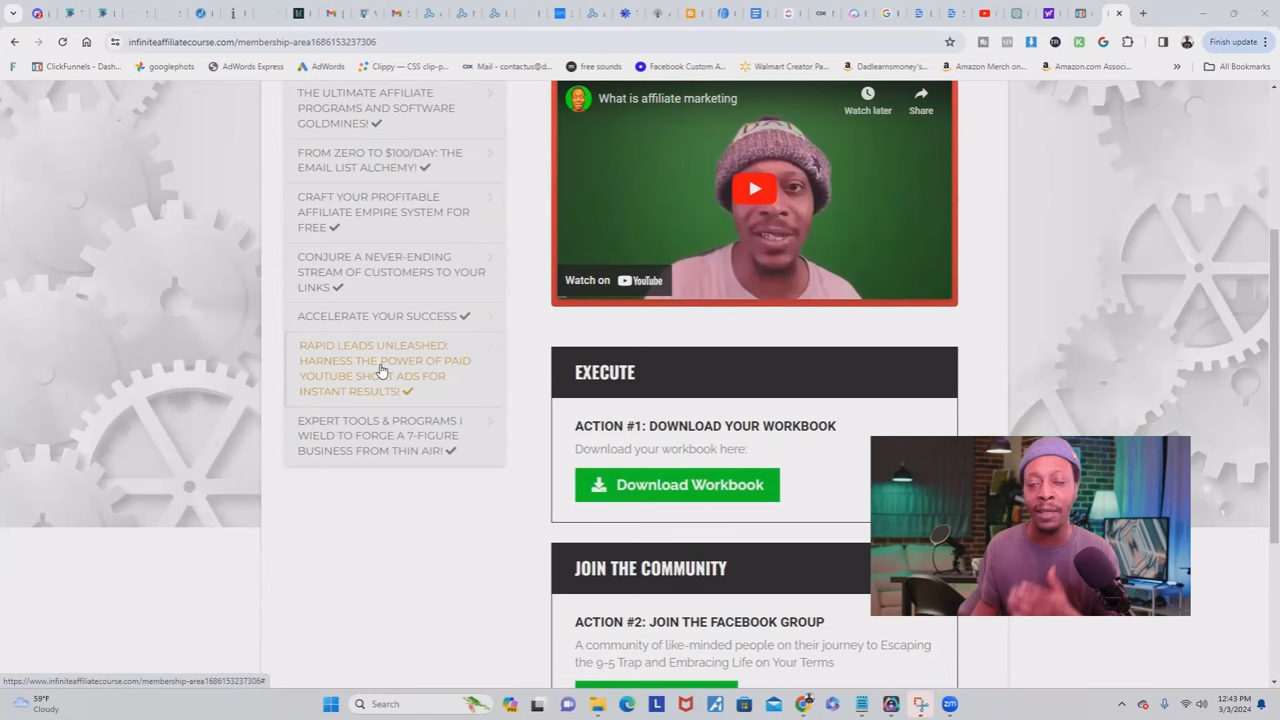 infiniteaffiliatecourse.com/membership-area1686153237306
Finish update
ClickFunnels - Dash...
googlephots
AdWords Express
AdWords
Clippy — CSS clip-p...
Mail - contactus@d...
free sounds
Facebook Custom A...
Walmart Creator Pa...
Dadlearnsmoney's...
Amazon Merch on...
Amazon.com Associ...
All Bookmarks
THE ULTIMATE AFFILIATE
PROGRAMS AND SOFTWARE
GOLDMINES!
FROM ZERO TO $100/DAY: THE
EMAIL LIST ALCHEMY!
CRAFT YOUR PROFITABLE
AFFILIATE EMPIRE SYSTEM FOR
FREE
CONJURE A NEVER-ENDING
STREAM OF CUSTOMERS TO YOUR
LINKS
ACCELERATE YOUR SUCCESS
RAPID LEADS UNLEASHED:
HARNESS THE POWER OF PAID
YOUTUBE SHORT ADS FOR
INSTANT RESULTS!
EXPERT TOOLS & PROGRAMS I
WIELD TO FORGE A 7-FIGURE
BUSINESS FROM THIN AIR!
What is affiliate marketing
Watch later
Share
Watch on YouTube
EXECUTE
ACTION #1: DOWNLOAD YOUR WORKBOOK
Download your workbook here:
Download Workbook
JOIN THE COMMUNITY
ACTION #2: JOIN THE FACEBOOK GROUP
A community of like-minded people on their journey to Escaping
the 9-5 Trap and Embracing Life on Your Terms
https://www.infiniteaffiliatecourse.com/membership-area1686153237306#
59°F
Cloudy
Search
12:43 PM
3/3/2024